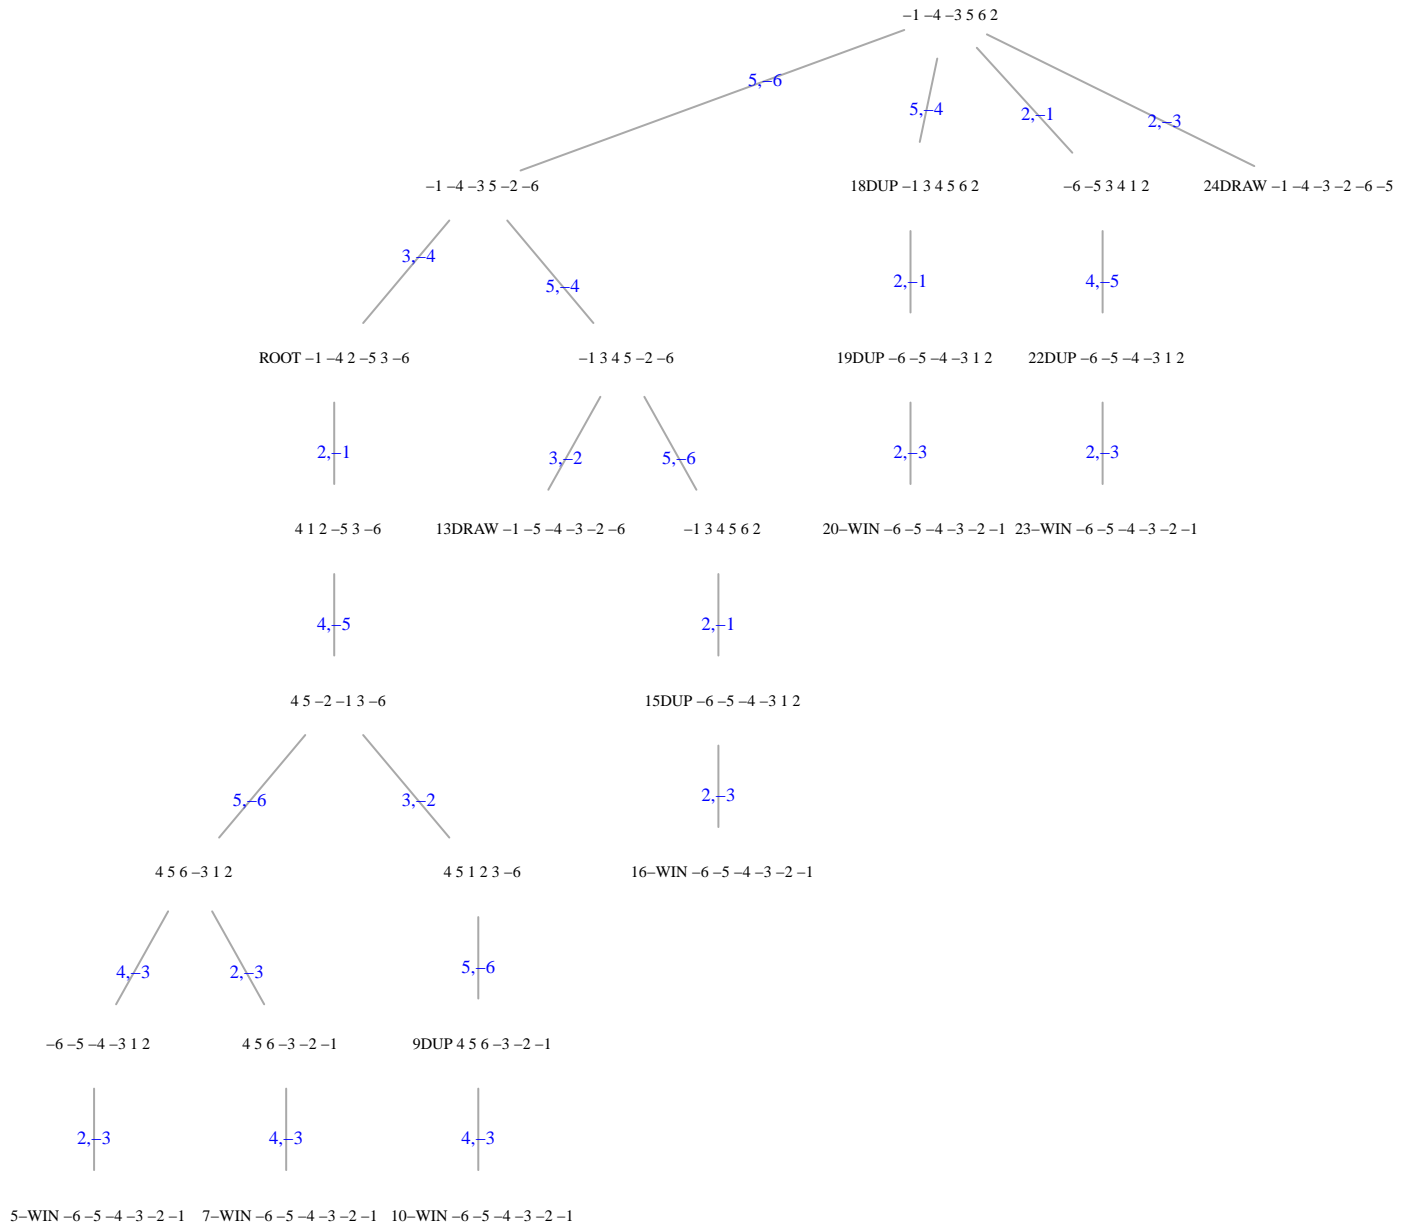 –1 –4 –3 5 6 2
5,–6
5,–4
2,–1
2,–3
–1 –4 –3 5 –2 –6
18DUP –1 3 4 5 6 2
–6 –5 3 4 1 2
24DRAW –1 –4 –3 –2 –6 –5
3,–4
5,–4
2,–1
4,–5
ROOT –1 –4 2 –5 3 –6
–1 3 4 5 –2 –6
19DUP –6 –5 –4 –3 1 2
22DUP –6 –5 –4 –3 1 2
2,–1
3,–2
5,–6
2,–3
2,–3
4 1 2 –5 3 –6
13DRAW –1 –5 –4 –3 –2 –6
–1 3 4 5 6 2
20–WIN –6 –5 –4 –3 –2 –1
23–WIN –6 –5 –4 –3 –2 –1
4,–5
2,–1
4 5 –2 –1 3 –6
15DUP –6 –5 –4 –3 1 2
5,–6
3,–2
2,–3
4 5 6 –3 1 2
4 5 1 2 3 –6
16–WIN –6 –5 –4 –3 –2 –1
4,–3
2,–3
5,–6
–6 –5 –4 –3 1 2
4 5 6 –3 –2 –1
9DUP 4 5 6 –3 –2 –1
2,–3
4,–3
4,–3
5–WIN –6 –5 –4 –3 –2 –1
7–WIN –6 –5 –4 –3 –2 –1
10–WIN –6 –5 –4 –3 –2 –1